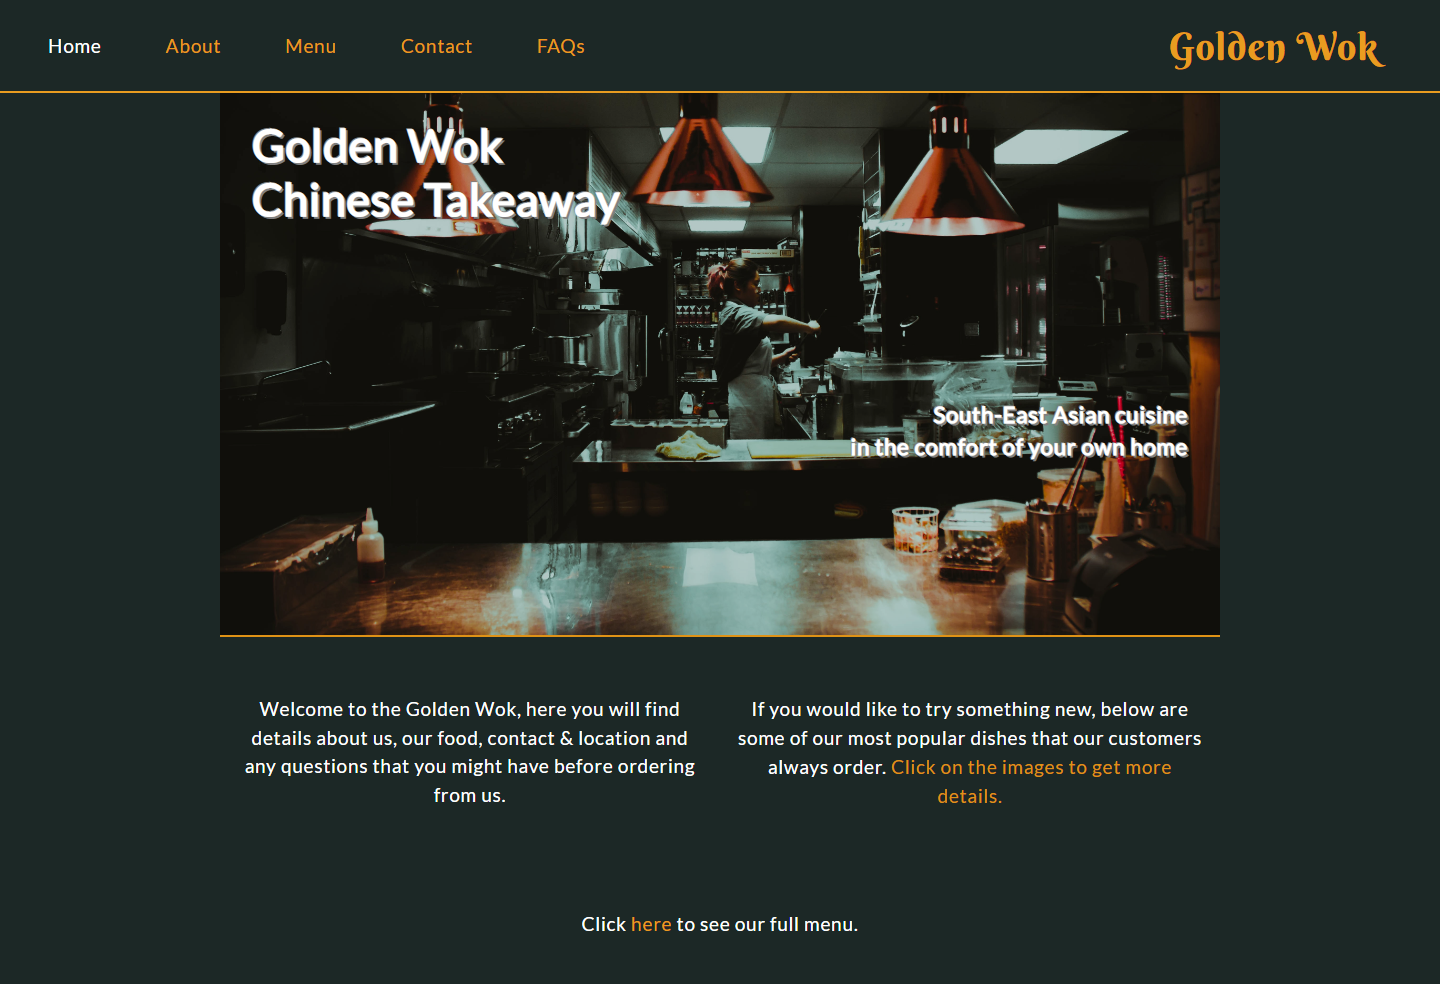 Home About Menu Contact FAQs Golden Wok
Golden Wok
Chinese Takeaway
South-East Asian cuisine
in the comfort of your own home
Welcome to the Golden Wok, here you will find
details about us, our food, contact & location and
any questions that you might have before ordering
from us.
If you would like to try something new, below are
some of our most popular dishes that our customers
always order. Click on the images to get more
details.
Click here to see our full menu.